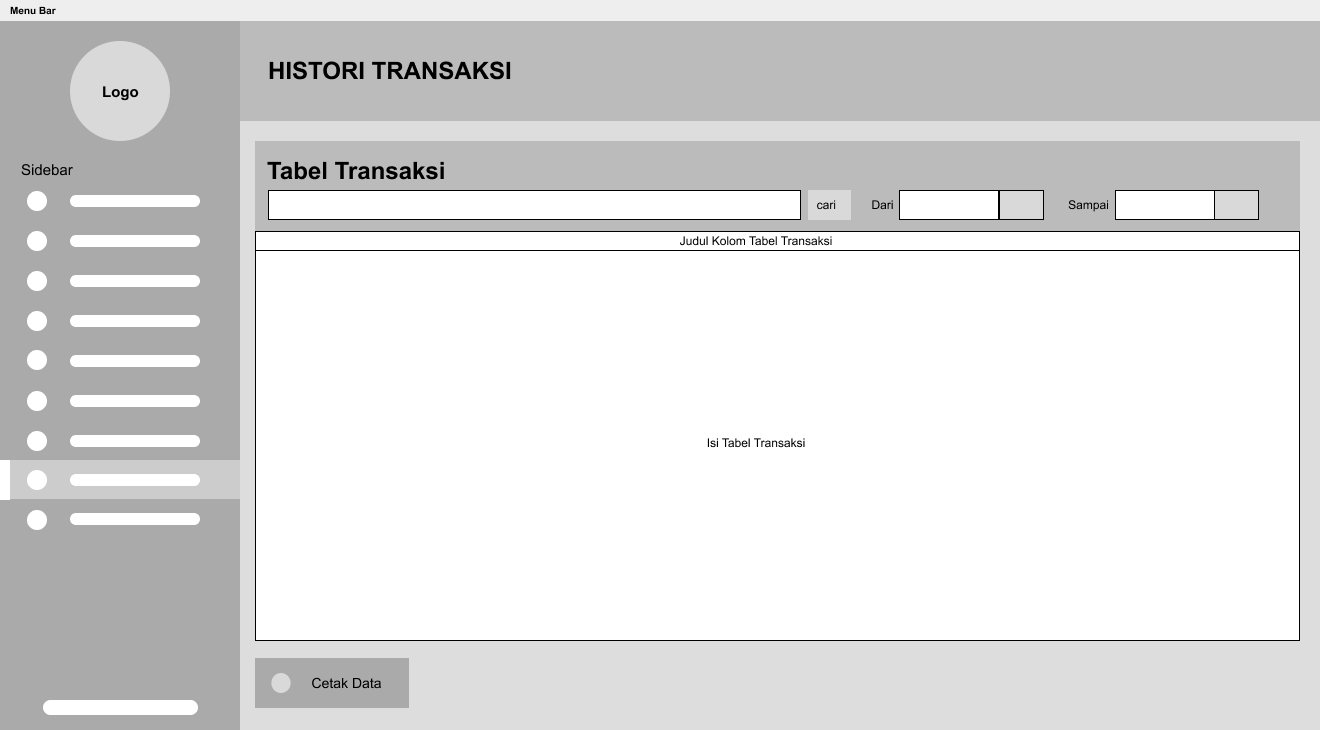 Menu Bar
Logo
HISTORI TRANSAKSI
Sidebar
Tabel Transaksi
cari
Dari
Sampai
Judul Kolom Tabel Transaksi
Isi Tabel Transaksi
Cetak Data